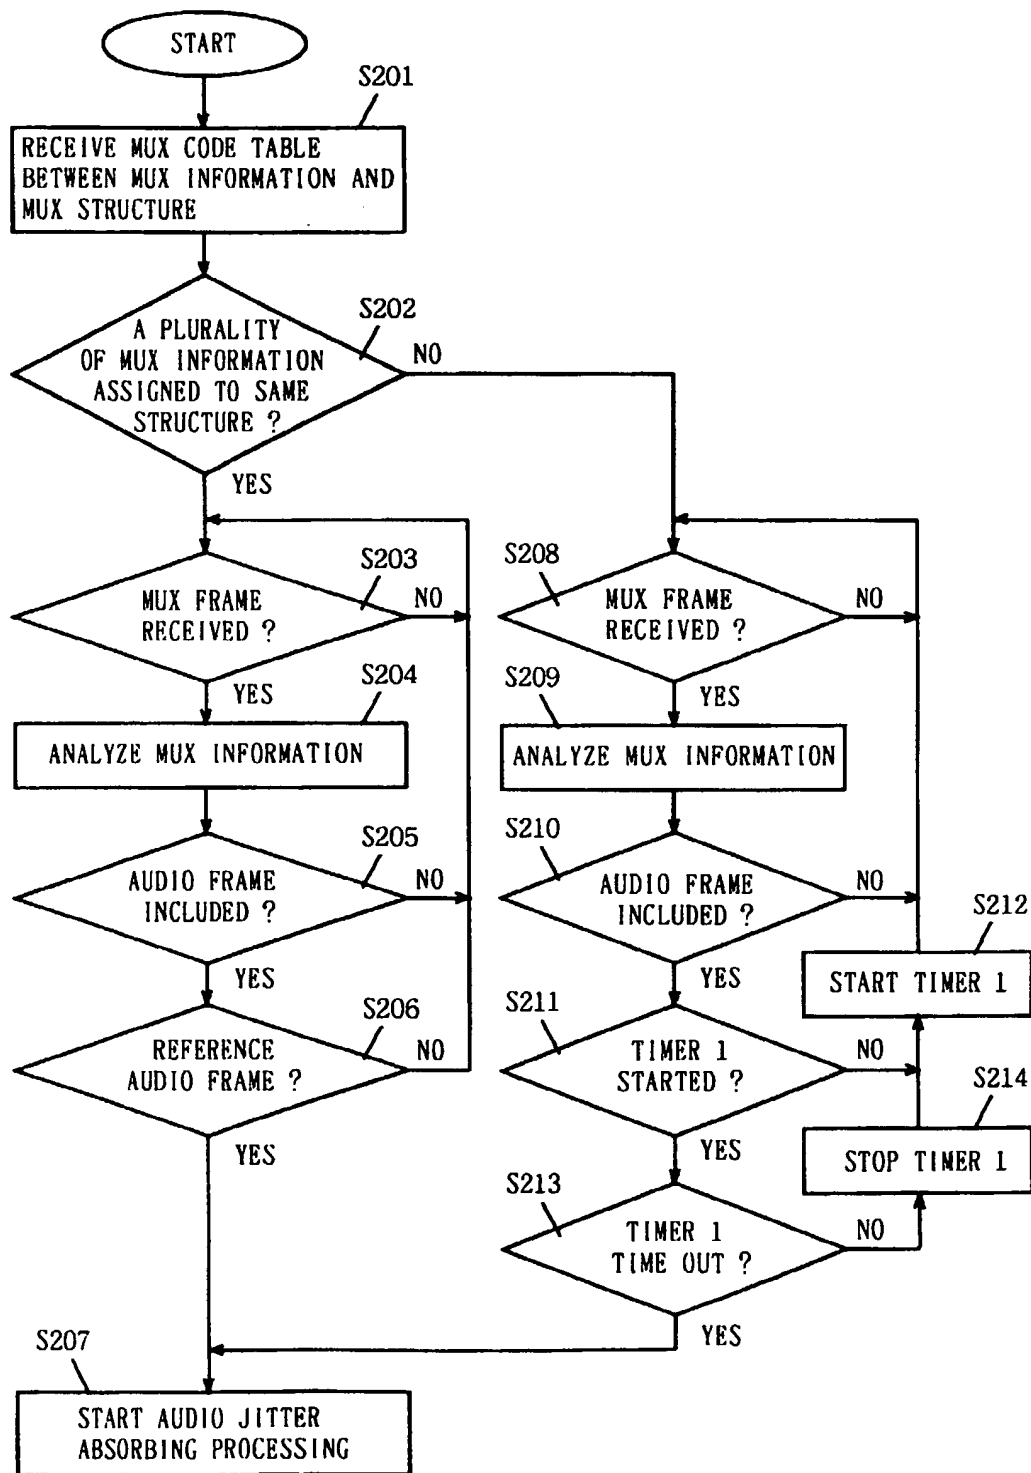 START
S201
RECEIVE MUX CODE TABLE
BETWEEN MUX INFORMATION AND
MUX STRUCTURE
S202
A PLURALITY
OF MUX INFORMATION
ASSIGNED TO SAME
STRUCTURE ?
NO
YES
S203
MUX FRAME
RECEIVED ?
NO
YES
S204
ANALYZE MUX INFORMATION
S205
AUDIO FRAME
INCLUDED ?
NO
YES
S206
REFERENCE
AUDIO FRAME ?
NO
YES
S208
MUX FRAME
RECEIVED ?
NO
YES
S209
ANALYZE MUX INFORMATION
S210
AUDIO FRAME
INCLUDED ?
NO
YES
S212
START TIMER 1
S211
TIMER 1
STARTED ?
NO
YES
S214
STOP TIMER 1
S213
TIMER 1
TIME OUT ?
NO
YES
S207
START AUDIO JITTER
ABSORBING PROCESSING